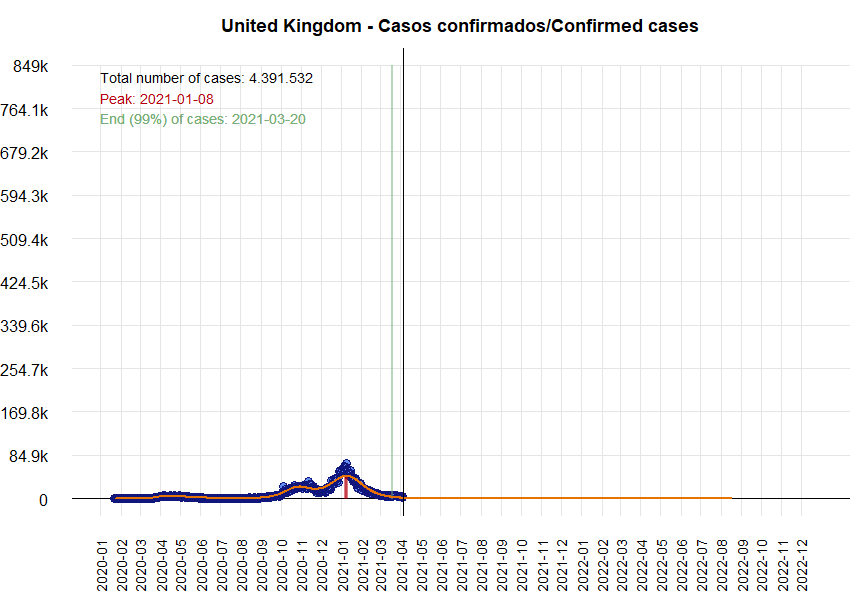 United Kingdom - Casos confirmados/Confirmed cases
849k
Total number of cases: 4.391.532
Peak: 2021-01-08
764.1k
End (99%) of cases: 2021-03-20
679.2k
594.3k
509.4k
424.5k
339.6k
254.7k
169.8k
84.9k
0
2020-01
2020-02
2020-03
2020-04
2020-05
2020-06
2020-07
2020-08
2020-09
2020-10
2020-11
2020-12
2021-01
2021-02
2021-03
2021-04
2021-05
2021-06
2021-07
2021-08
2021-09
2021-10
2021-11
2021-12
2022-01
2022-02
2022-03
2022-04
2022-05
2022-06
2022-07
2022-08
2022-09
2022-10
2022-11
2022-12